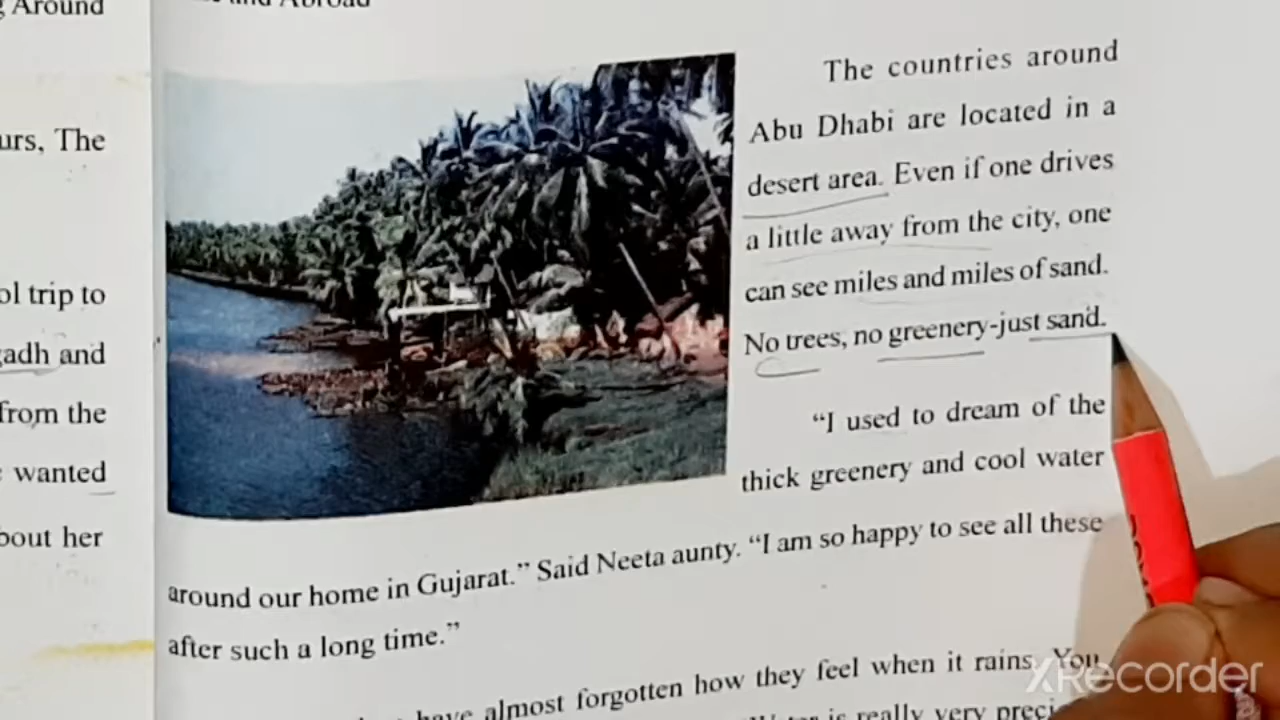 Around
and Abroad
urs, The
ol trip to
gadh and
from the
wanted
bout her
The countries around
Abu Dhabi are located in a
desert area. Even if one drives
a little away from the city, one
can see miles and miles of sand.
No trees, no greenery-just sand.
“I used to dream of the
thick greenery and cool water
around our home in Gujarat.” Said Neeta aunty. “I am so happy to see all these
after such a long time.”
have almost forgotten how they feel when it rains. You
is really very preci
XRecorder